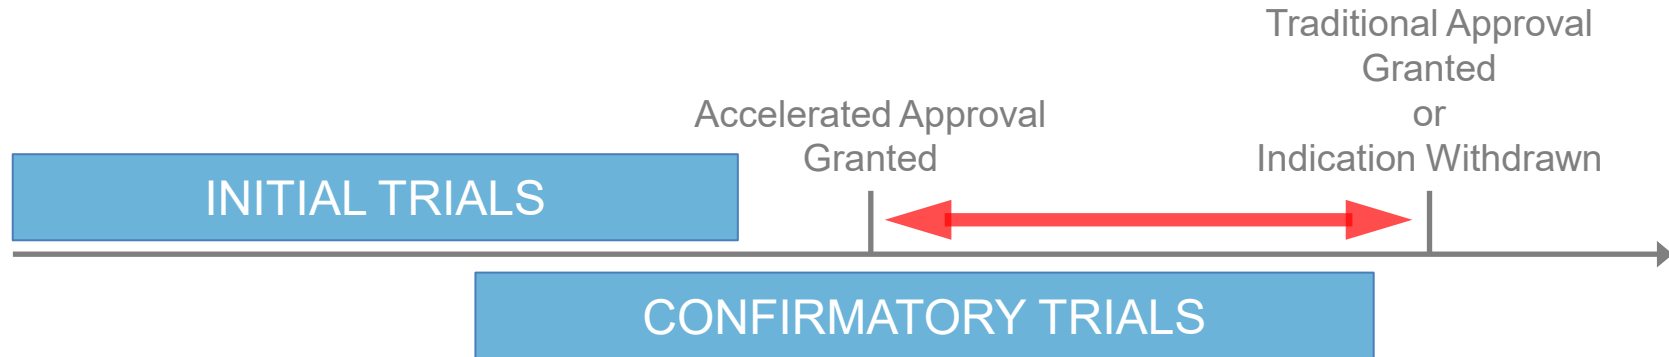 Traditional Approval
Granted
or
Indication Withdrawn
Accelerated Approval
Granted
INITIAL TRIALS
CONFIRMATORY TRIALS